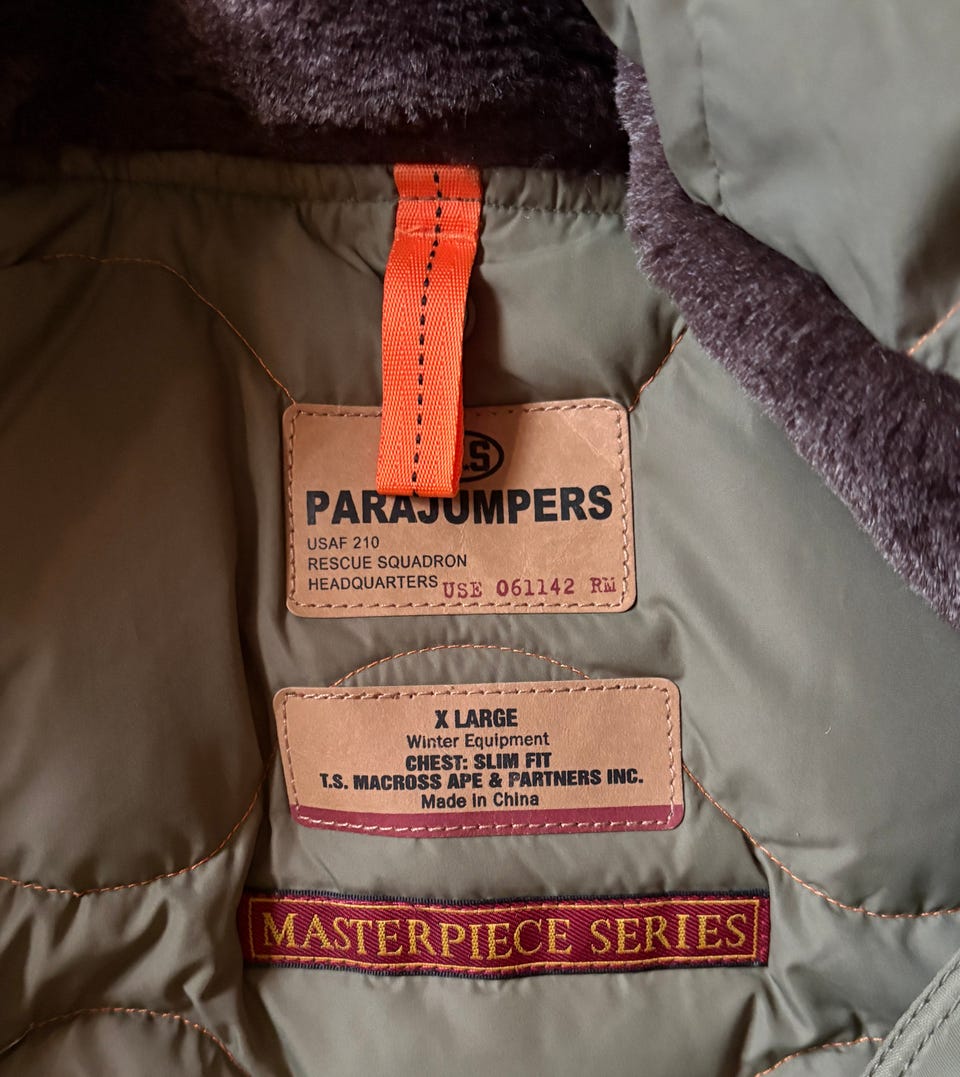 .S
PARAJUMPERS
USAF 210
RESCUE SQUADRON
HEADQUARTERS USE 061142 RM
X LARGE
Winter Equipment
CHEST: SLIM FIT
T.S. MACROSS APE & PARTNERS INC.
Made in China
MASTERPIECE SERIES